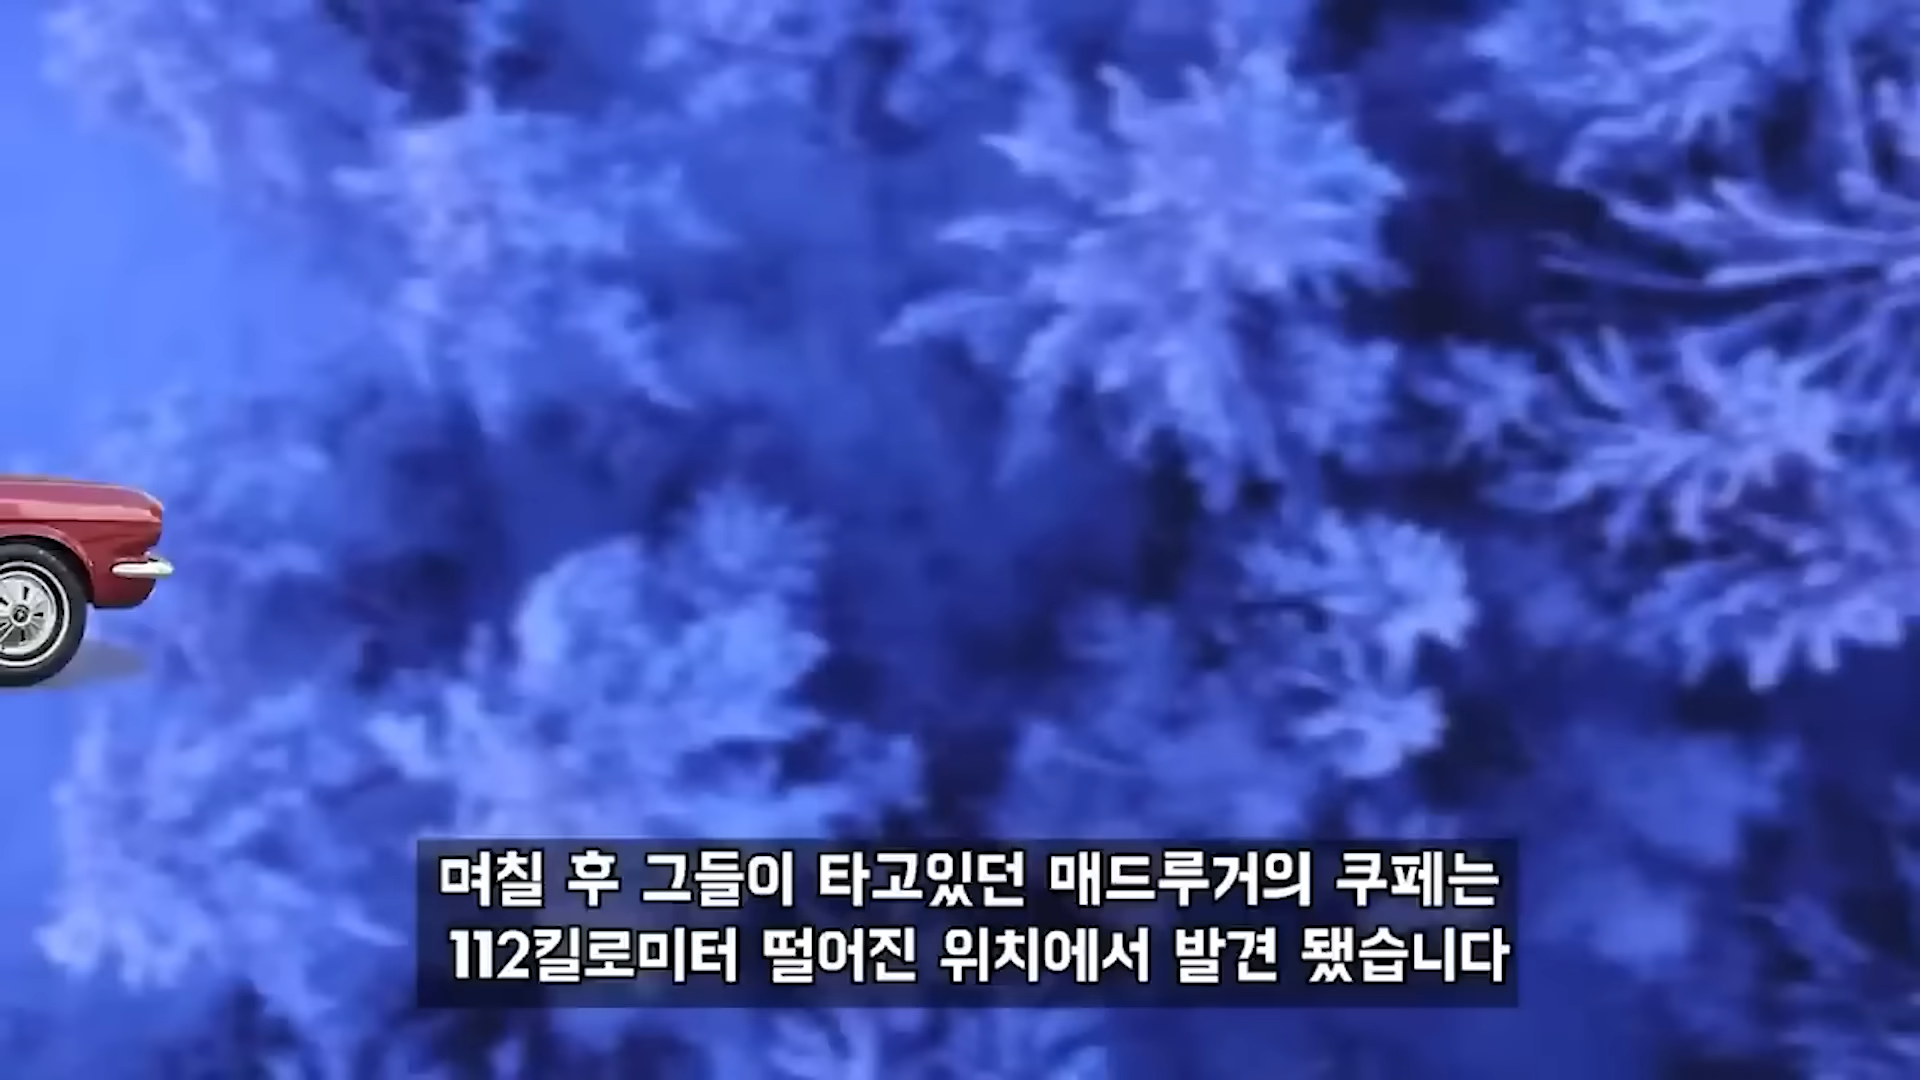 며칠 후 그들이 타고있던 매드루거의 쿠페는
112킬로미터 떨어진 위치에서 발견 됐습니다